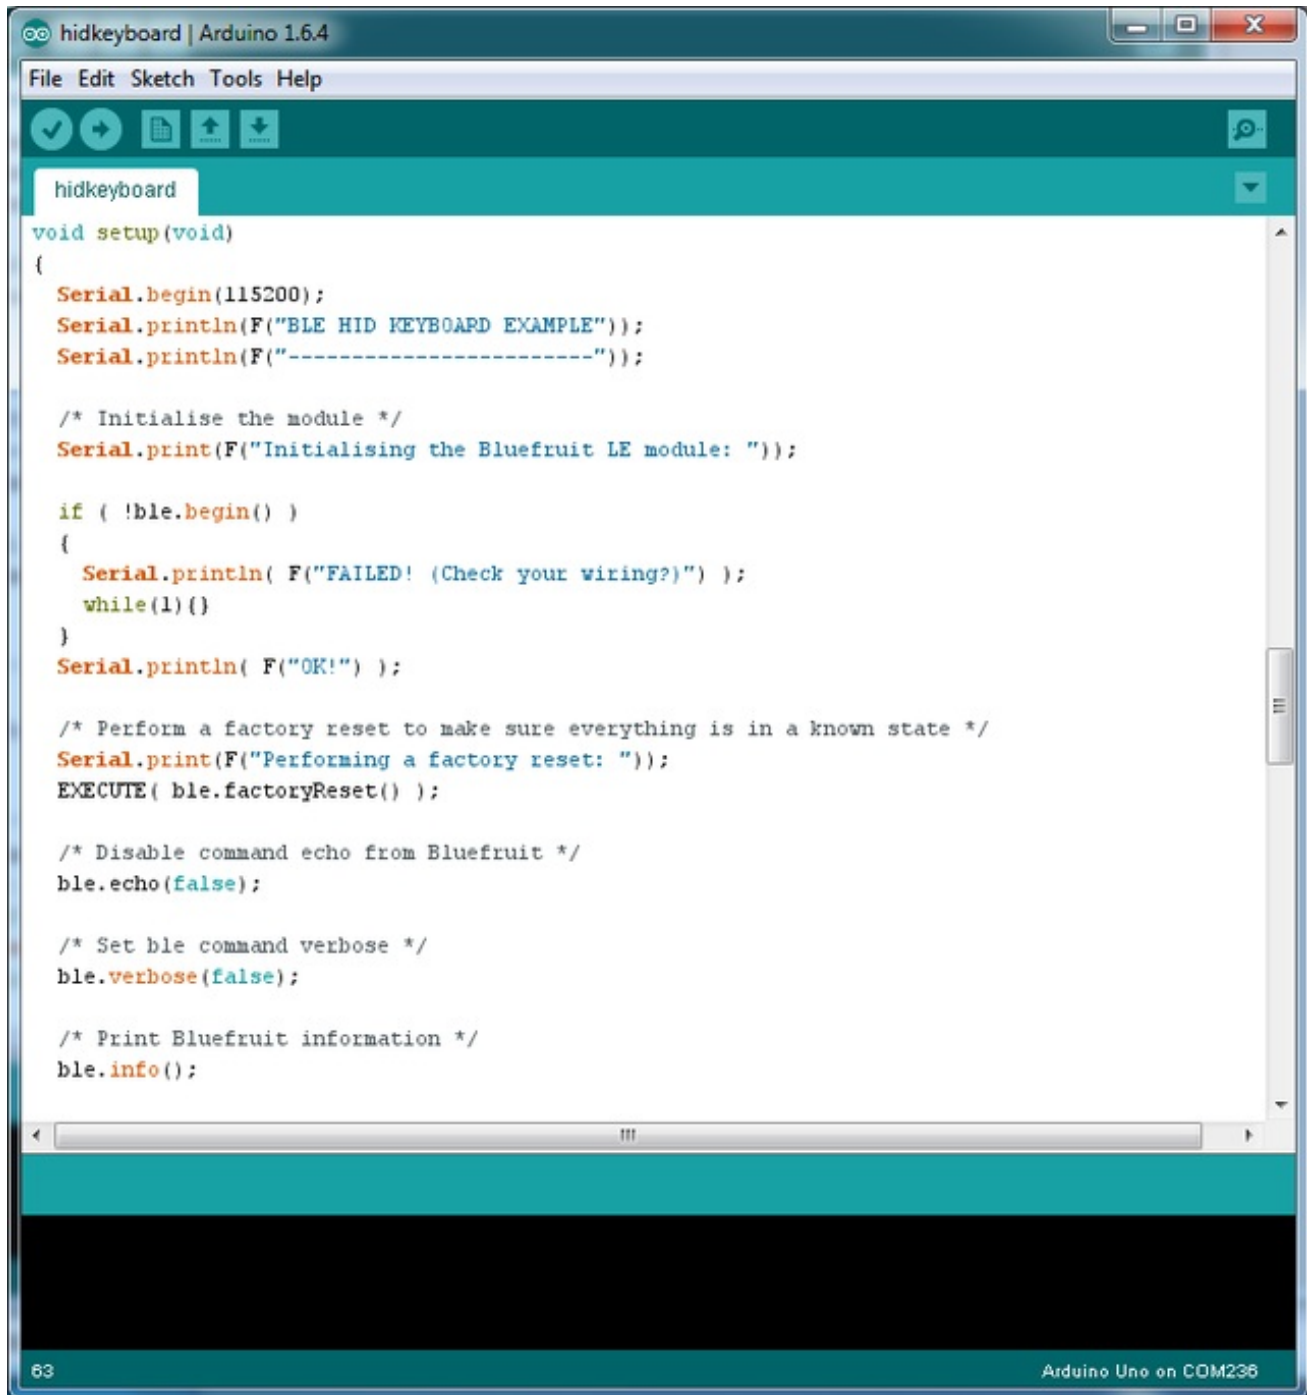 hidkeyboard | Arduino 1.6.4
File Edit Sketch Tools Help
hidkeyboard
void setup(void)
{
  Serial.begin(115200);
  Serial.println(F("BLE HID KEYBOARD EXAMPLE"));
  Serial.println(F("-------------------------"));

  /* Initialise the module */
  Serial.print(F("Initialising the Bluefruit LE module: "));

  if ( !ble.begin() )
  {
    Serial.println( F("FAILED! (Check your wiring?)") );
    while(1){}
  }
  Serial.println( F("OK!") );

  /* Perform a factory reset to make sure everything is in a known state */
  Serial.print(F("Performing a factory reset: "));
  EXECUTE( ble.factoryReset() );

  /* Disable command echo from Bluefruit */
  ble.echo(false);

  /* Set ble command verbose */
  ble.verbose(false);

  /* Print Bluefruit information */
  ble.info();
63
Arduino Uno on COM236